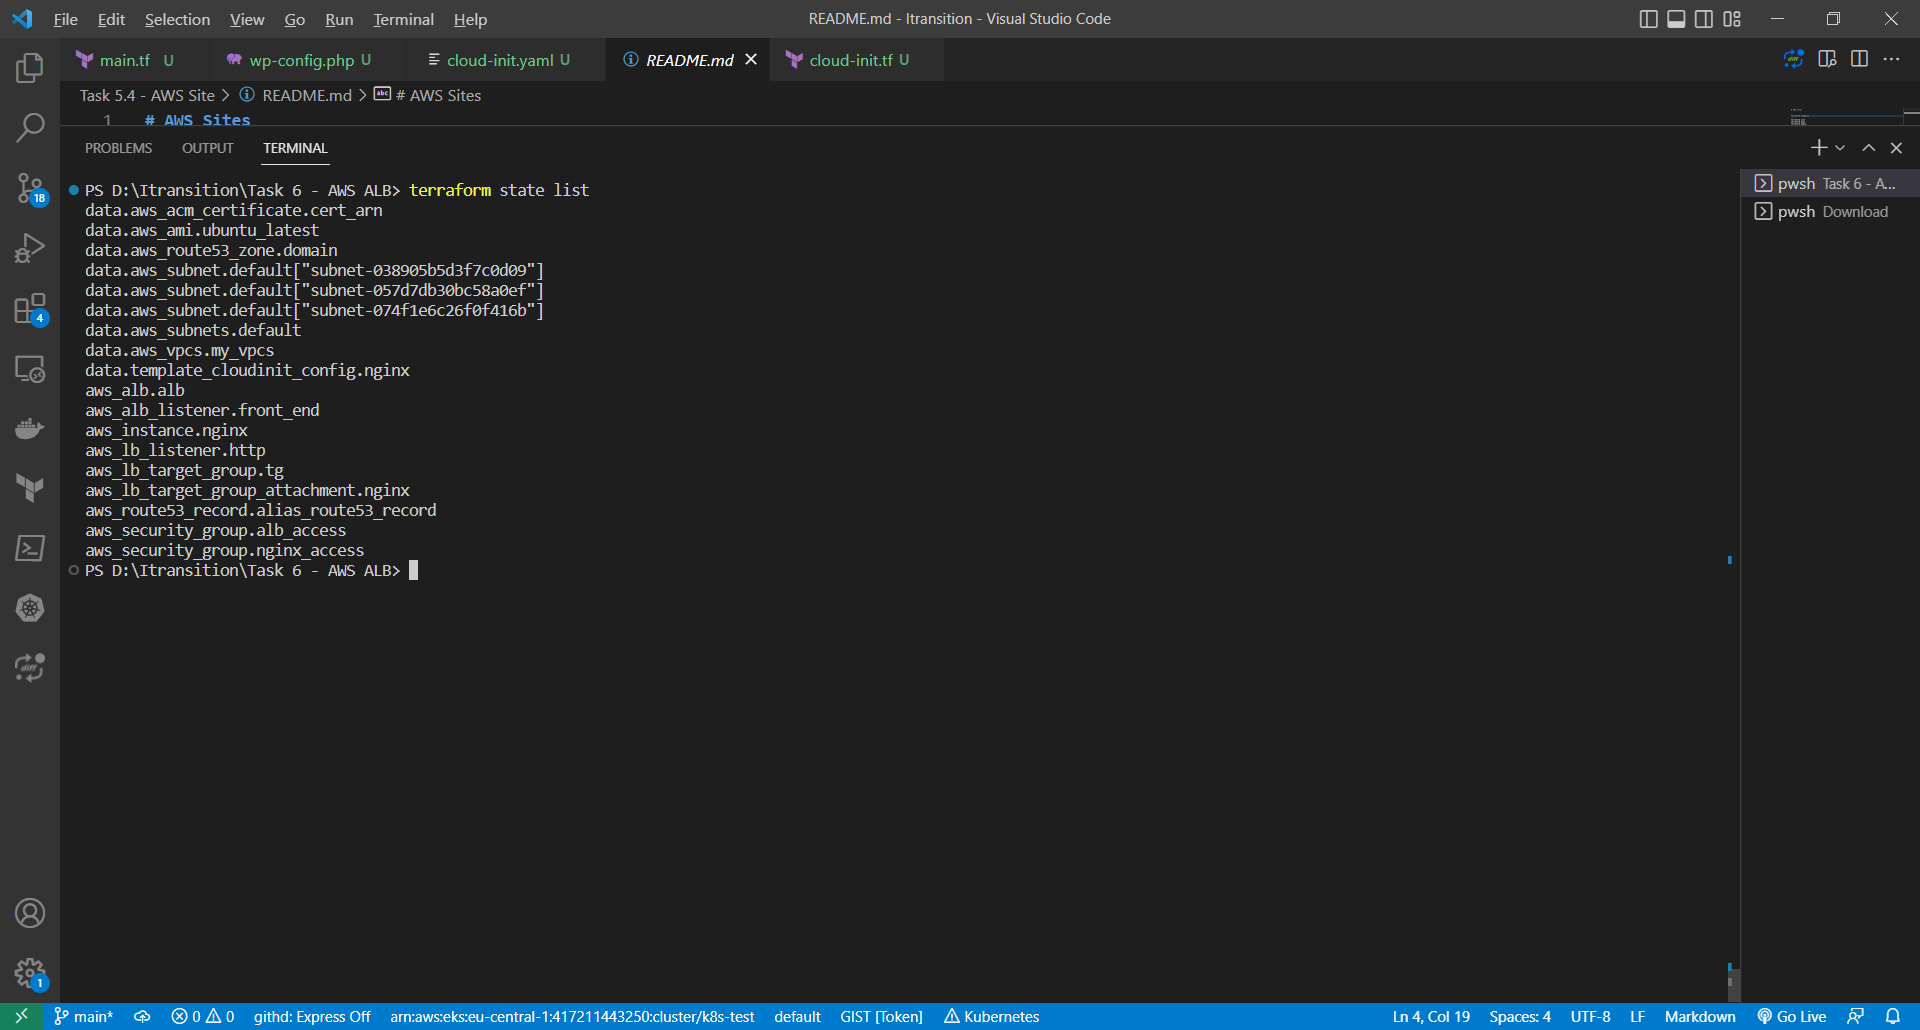 File Edit Selection View Go Run Terminal Help README.md - Itransition - Visual Studio Code
main.tf U wp-config.php U cloud-init.yaml U README.md cloud-init.tf U
Task 5.4 - AWS Site > README.md > abc # AWS Sites
1 # AWS Sites
PROBLEMS OUTPUT TERMINAL
PS D:\Itransition\Task 6 - AWS ALB> terraform state list
data.aws_acm_certificate.cert_arn
data.aws_ami.ubuntu_latest
data.aws_route53_zone.domain
data.aws_subnet.default["subnet-038905b5d3f7c0d09"]
data.aws_subnet.default["subnet-057d7db30bc58a0ef"]
data.aws_subnet.default["subnet-074f1e6c26f0f416b"]
data.aws_subnets.default
data.aws_vpcs.my_vpcs
data.template_cloudinit_config.nginx
aws_alb.alb
aws_alb_listener.front_end
aws_instance.nginx
aws_lb_listener.http
aws_lb_target_group.tg
aws_lb_target_group_attachment.nginx
aws_route53_record.alias_route53_record
aws_security_group.alb_access
aws_security_group.nginx_access
PS D:\Itransition\Task 6 - AWS ALB>
pwsh Task 6 - A...
pwsh Download
18
4
diff
1
main* 0 0 githd: Express Off arn:aws:eks:eu-central-1:417211443250:cluster/k8s-test default GIST [Token] Kubernetes Ln 4, Col 19 Spaces: 4 UTF-8 LF Markdown Go Live